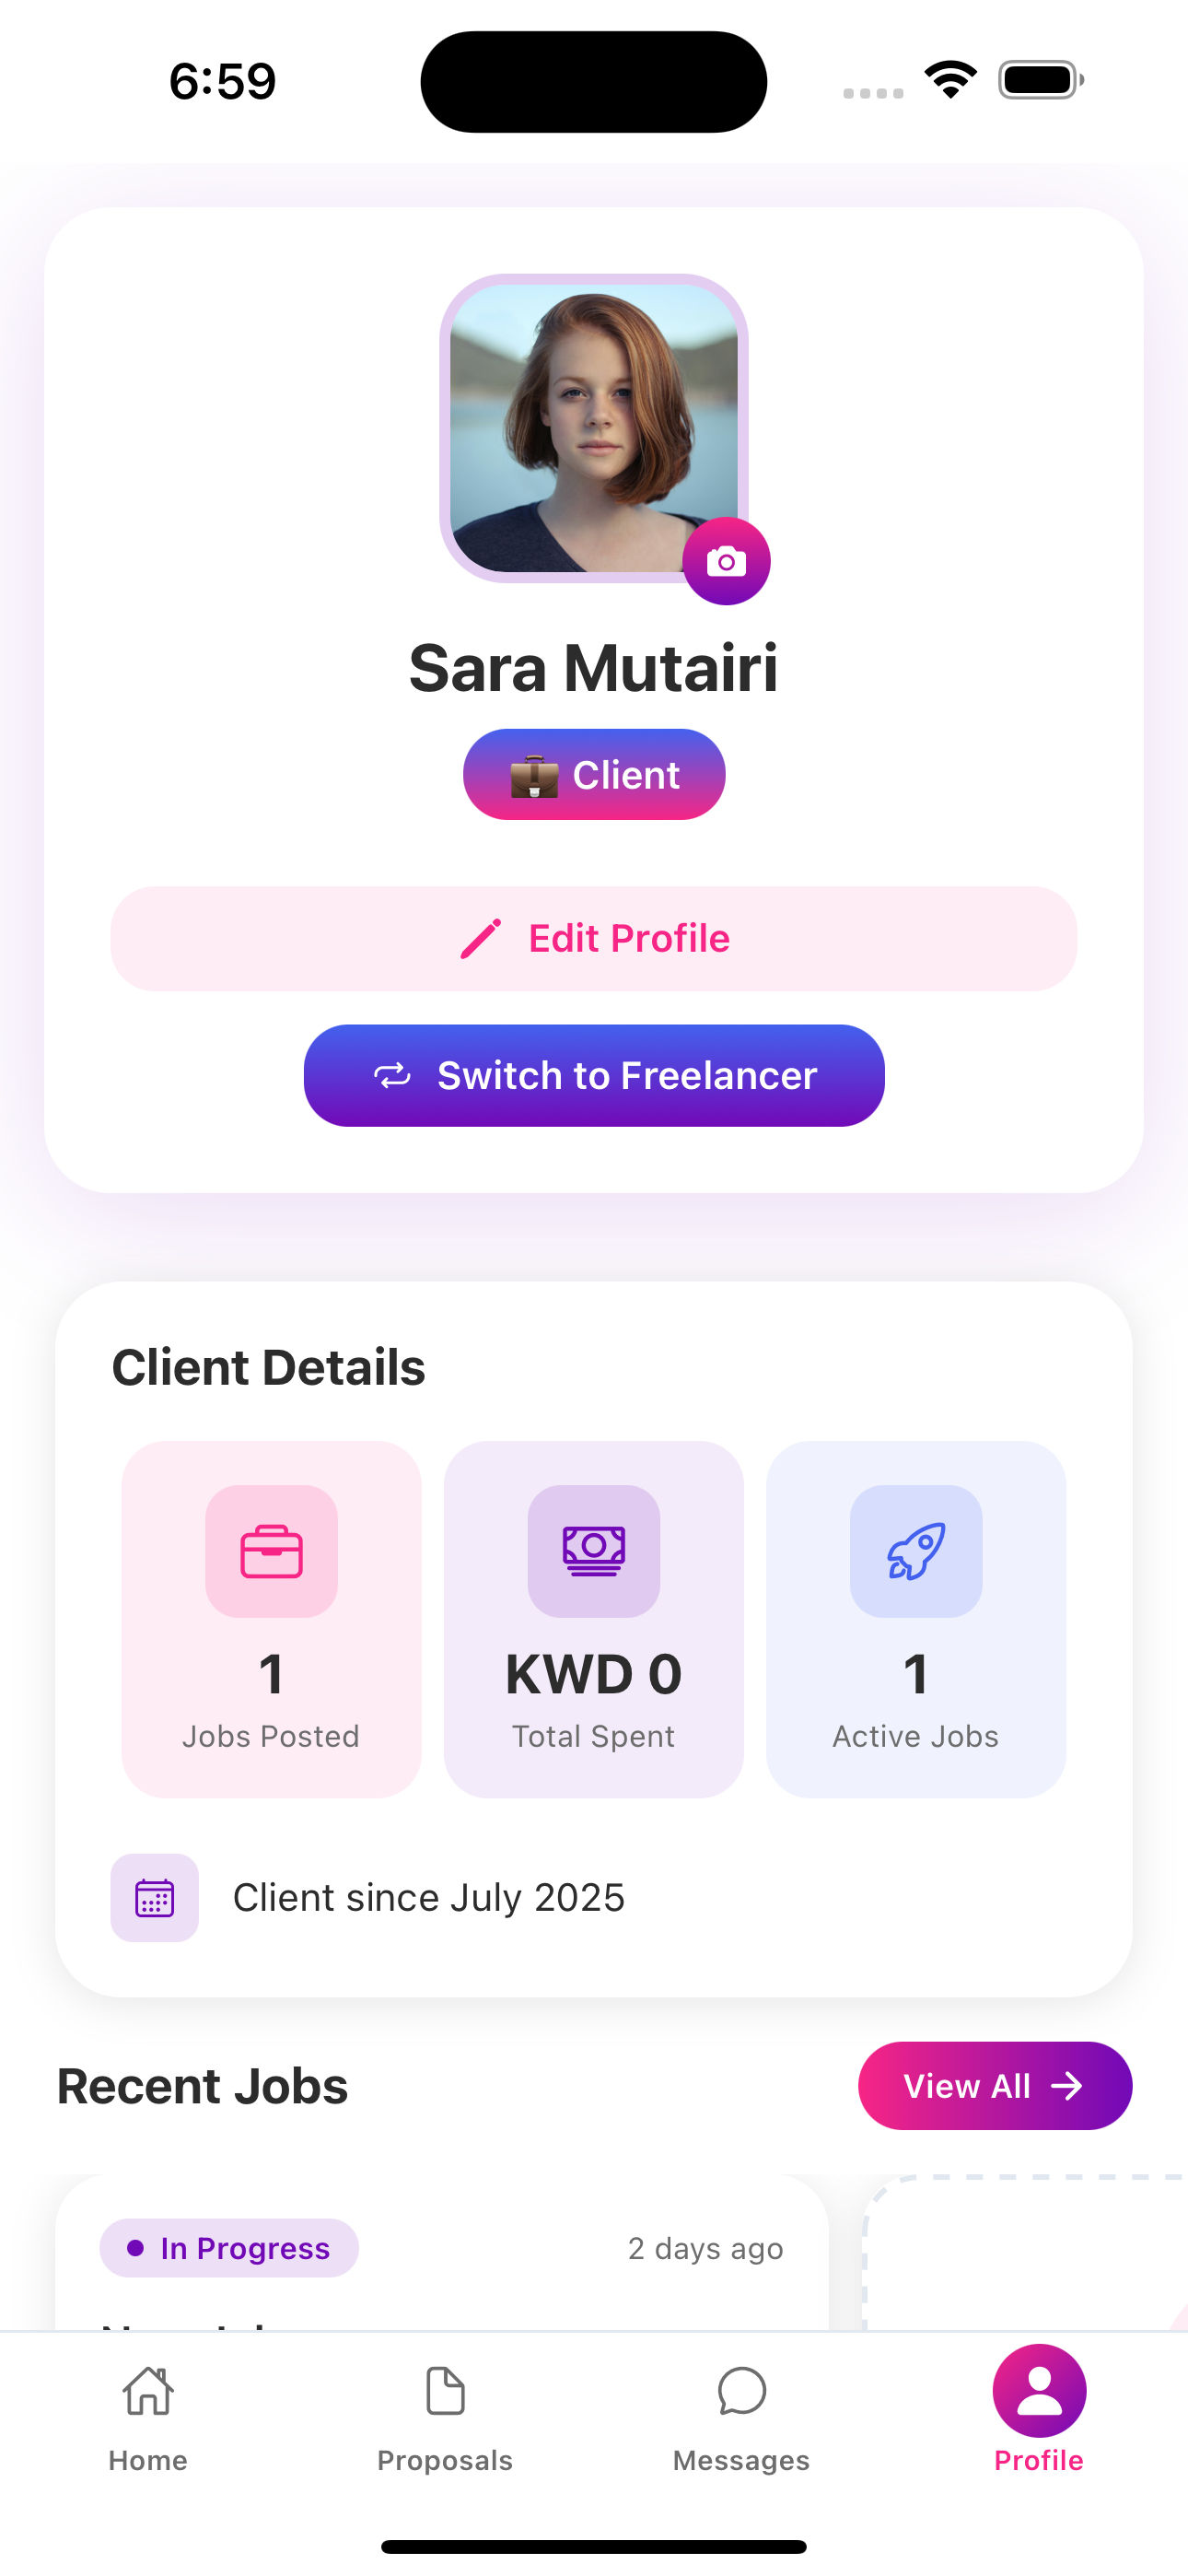 6:59
Sara Mutairi
Client
Edit Profile
Switch to Freelancer
Client Details
1
Jobs Posted
KWD 0
Total Spent
1
Active Jobs
Client since July 2025
Recent Jobs
View All
In Progress
2 days ago
Home
Proposals
Messages
Profile